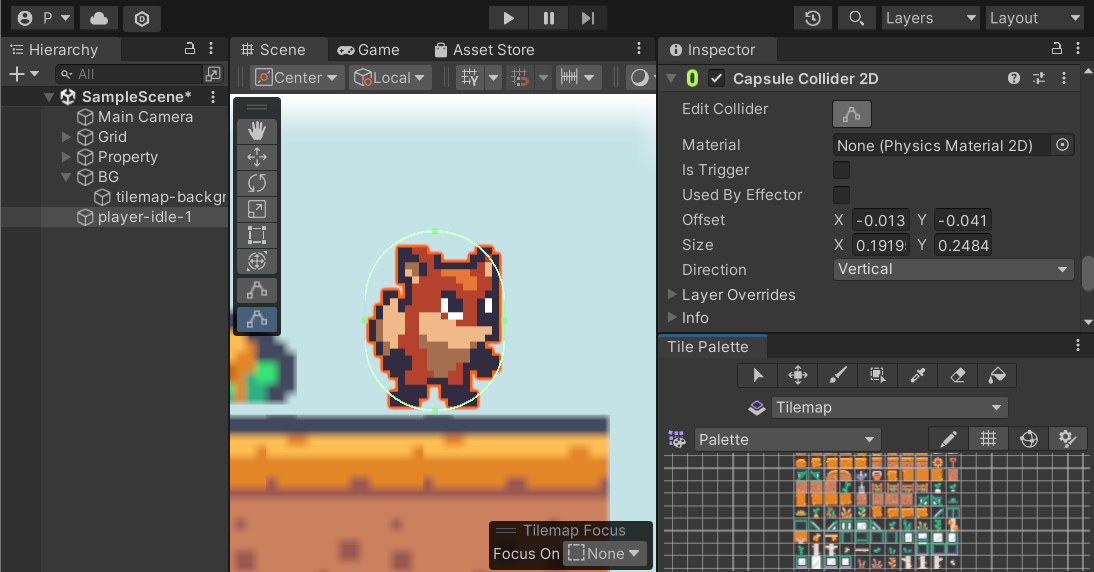 P
Layers
Layout
Hierarchy
Scene
Game
Asset Store
Inspector
All
Center
Local
Capsule Collider 2D
SampleScene*
Main Camera
Grid
Property
BG
tilemap-backgr
player-idle-1
Edit Collider
Material
None (Physics Material 2D)
Is Trigger
Used By Effector
Offset X -0.013 Y -0.041
Size X 0.1919 Y 0.2484
Direction Vertical
Layer Overrides
Info
Tile Palette
Tilemap
Palette
Tilemap Focus
Focus On None